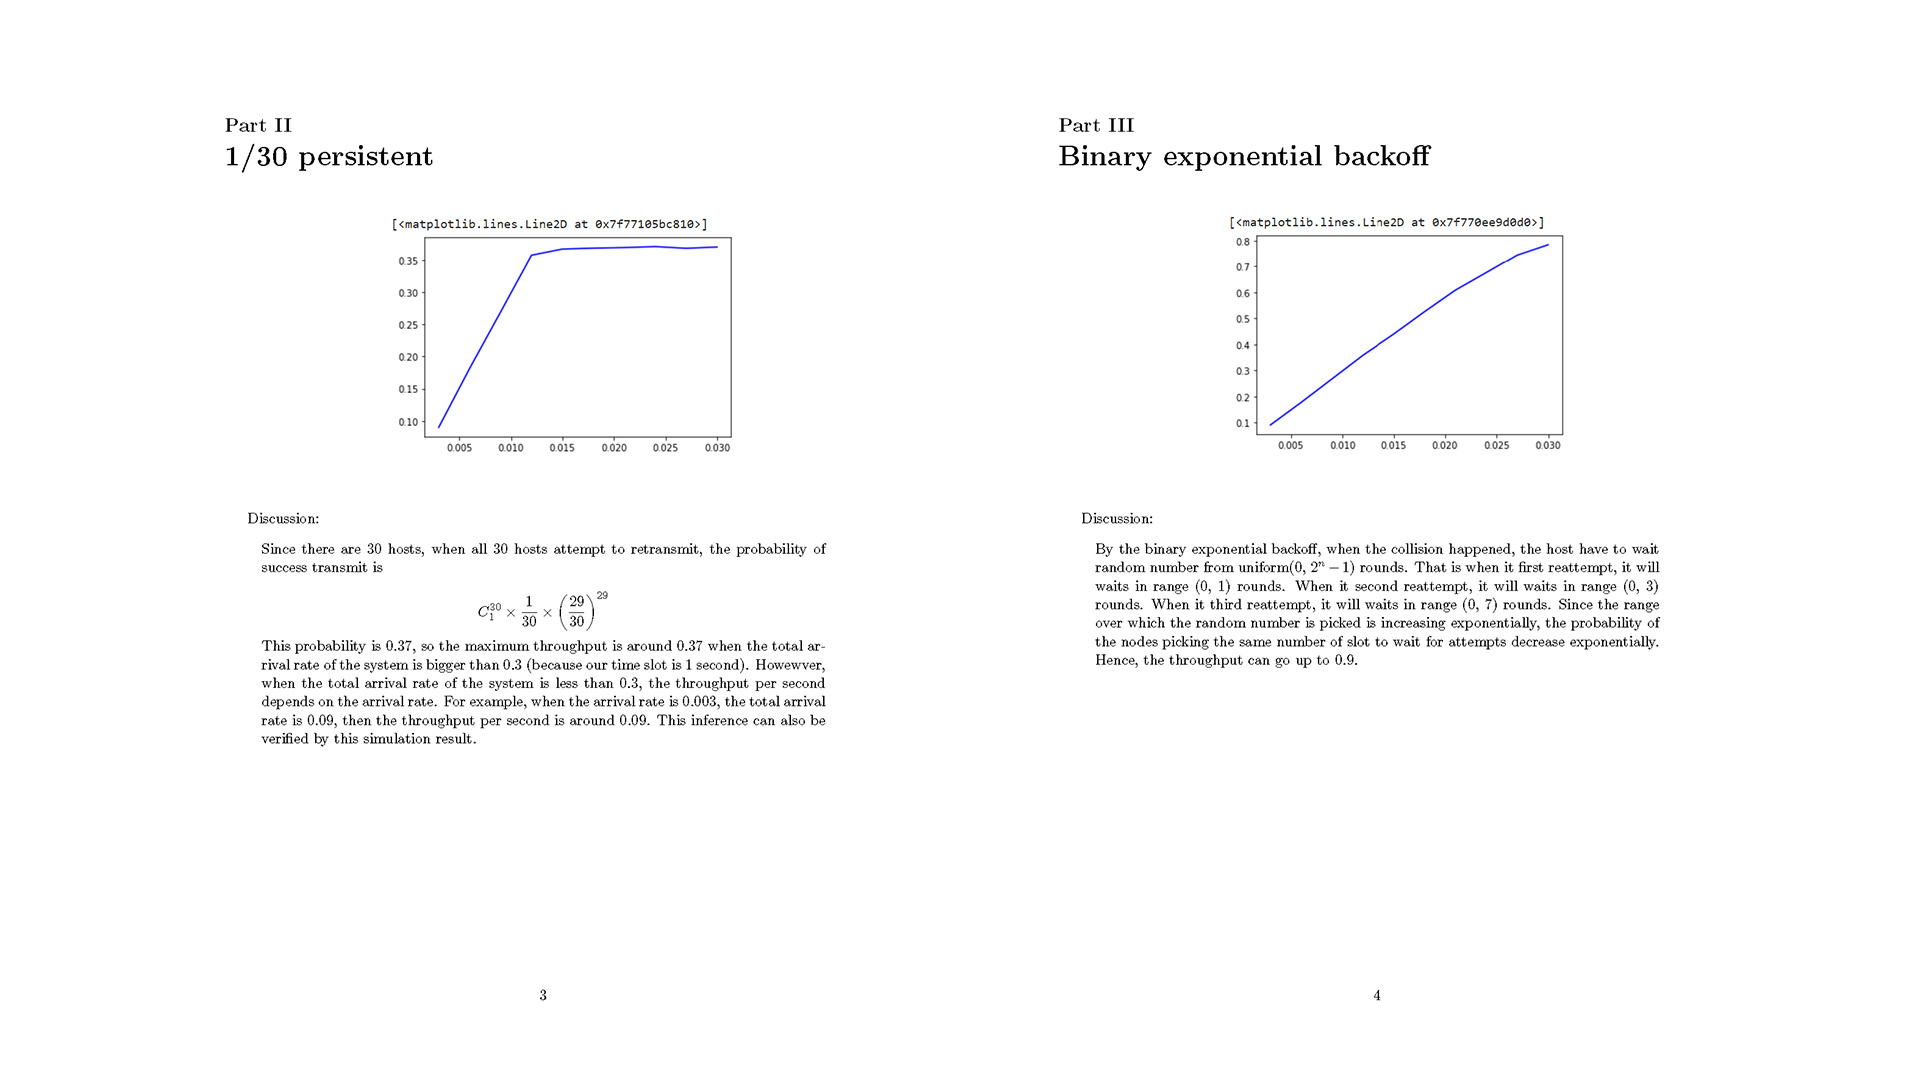 Part II
1/30 persistent
[<matplotlib.lines.Line2D at 0x7f77105bc810>]
0.35
0.30
0.25
0.20
0.15
0.10
0.005 0.010 0.015 0.020 0.025 0.030
Discussion:
Since there are 30 hosts, when all 30 hosts attempt to retransmit, the probability of
success transmit is
C_1^{30} × \frac{1}{30} × \left(\frac{29}{30}\right)^{29}
This probability is 0.37, so the maximum throughput is around 0.37 when the total ar-
rival rate of the system is bigger than 0.3 (because our time slot is 1 second). Howewver,
when the total arrival rate of the system is less than 0.3, the throughput per second
depends on the arrival rate. For example, when the arrival rate is 0.003, the total arrival
rate is 0.09, then the throughput per second is around 0.09. This inference can also be
verified by this simulation result.
3
Part III
Binary exponential backoff
[<matplotlib.lines.Line2D at 0x7f770ee9d0d0>]
0.8
0.7
0.6
0.5
0.4
0.3
0.2
0.1
0.005 0.010 0.015 0.020 0.025 0.030
Discussion:
By the binary exponential backoff, when the collision happened, the host have to wait
random number from uniform(0, 2^n − 1) rounds. That is when it first reattempt, it will
waits in range (0, 1) rounds. When it second reattempt, it will waits in range (0, 3)
rounds. When it third reattempt, it will waits in range (0, 7) rounds. Since the range
over which the random number is picked is increasing exponentially, the probability of
the nodes picking the same number of slot to wait for attempts decrease exponentially.
Hence, the throughput can go up to 0.9.
4